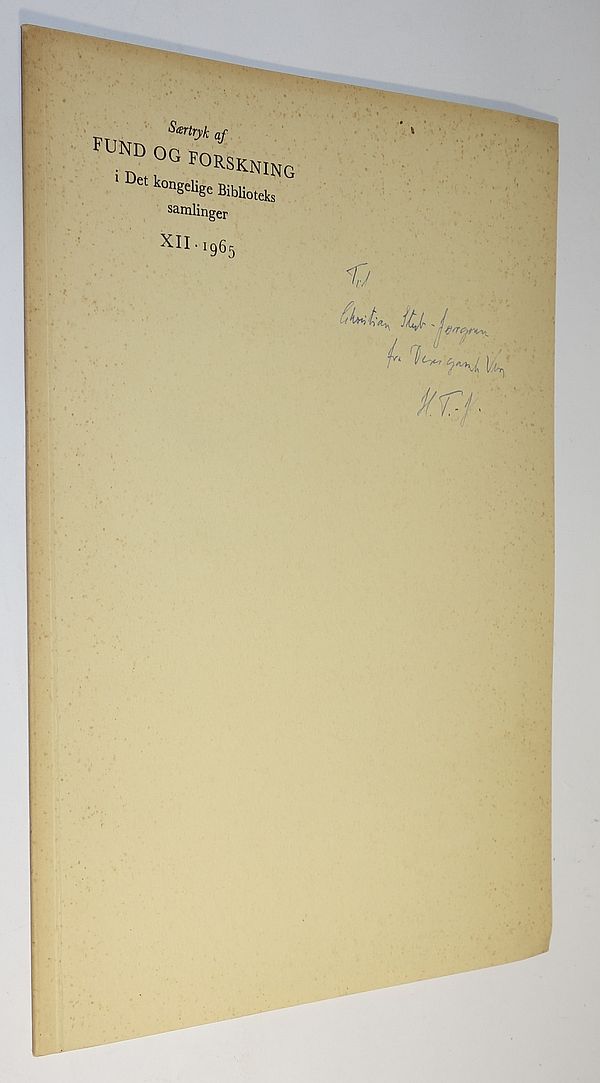 Særtryk af
FUND OG FORSKNING
i Det kongelige Biblioteks
samlinger
XII · 1965
Til
Christian Stub-Jørgensen
fra
H. T.-J.